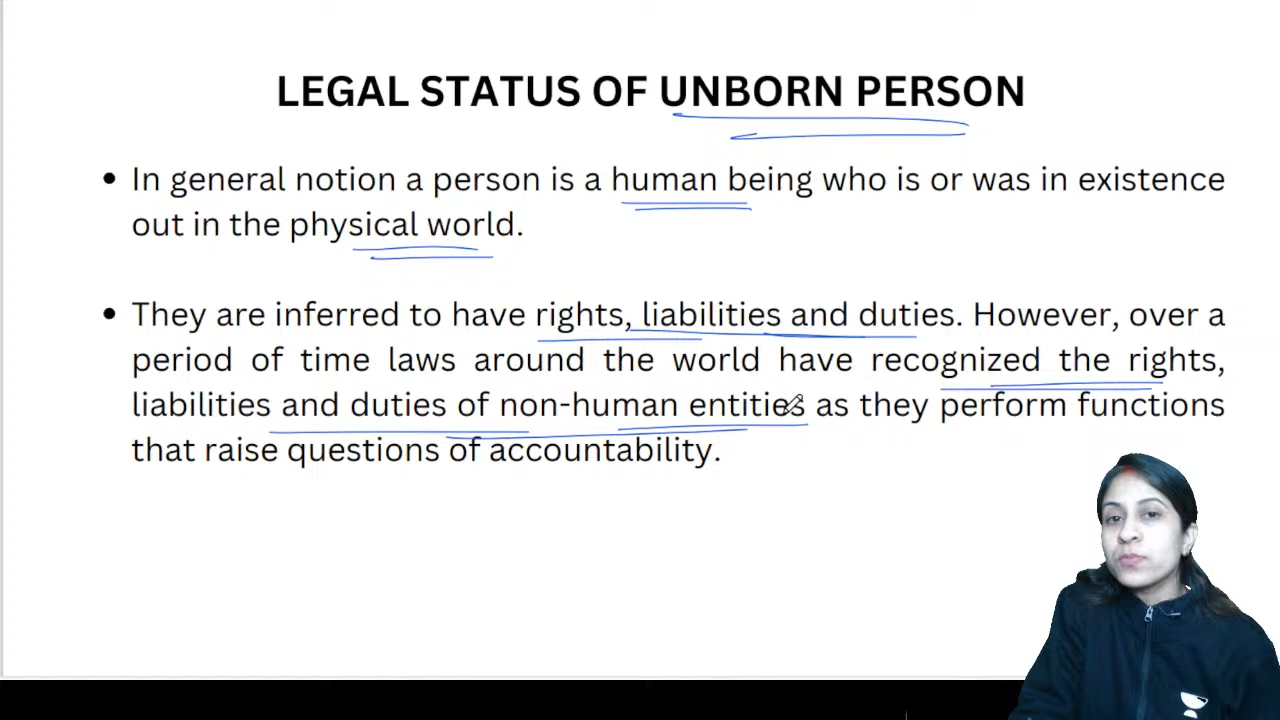 LEGAL STATUS OF UNBORN PERSON
• In general notion a person is a human being who is or was in existence
out in the physical world.
• They are inferred to have rights, liabilities and duties. However, over a
period of time laws around the world have recognized the rights,
liabilities and duties of non-human entities as they perform functions
that raise questions of accountability.